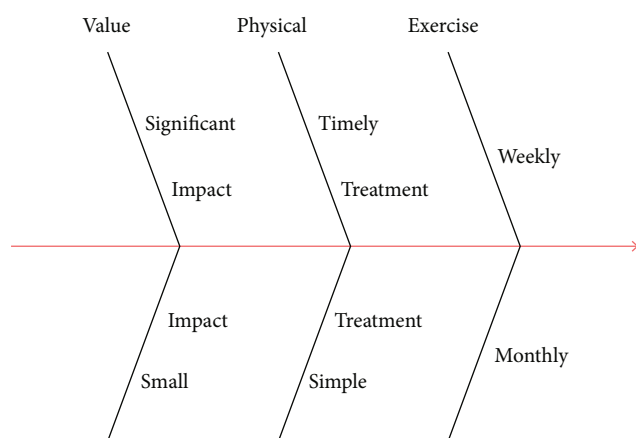 Value
Physical
Exercise
Significant
Timely
Weekly
Impact
Treatment
Impact
Treatment
Monthly
Small
Simple